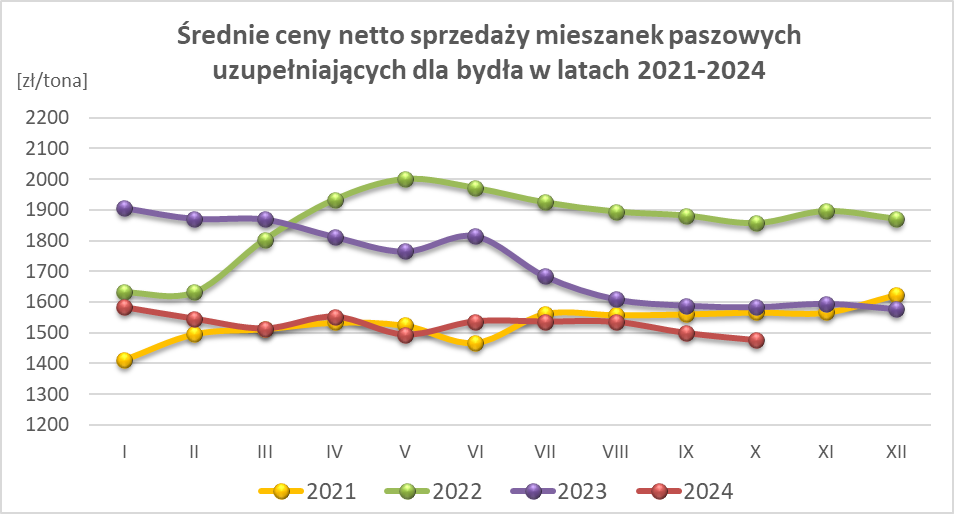 Średnie ceny netto sprzedaży mieszanek paszowych
uzupełniających dla bydła w latach 2021-2024
[zł/tona]
2200
2100
2000
1900
1800
1700
1600
1500
1400
1300
1200
I II III IV V VI VII VIII IX X XI XII
2021 2022 2023 2024